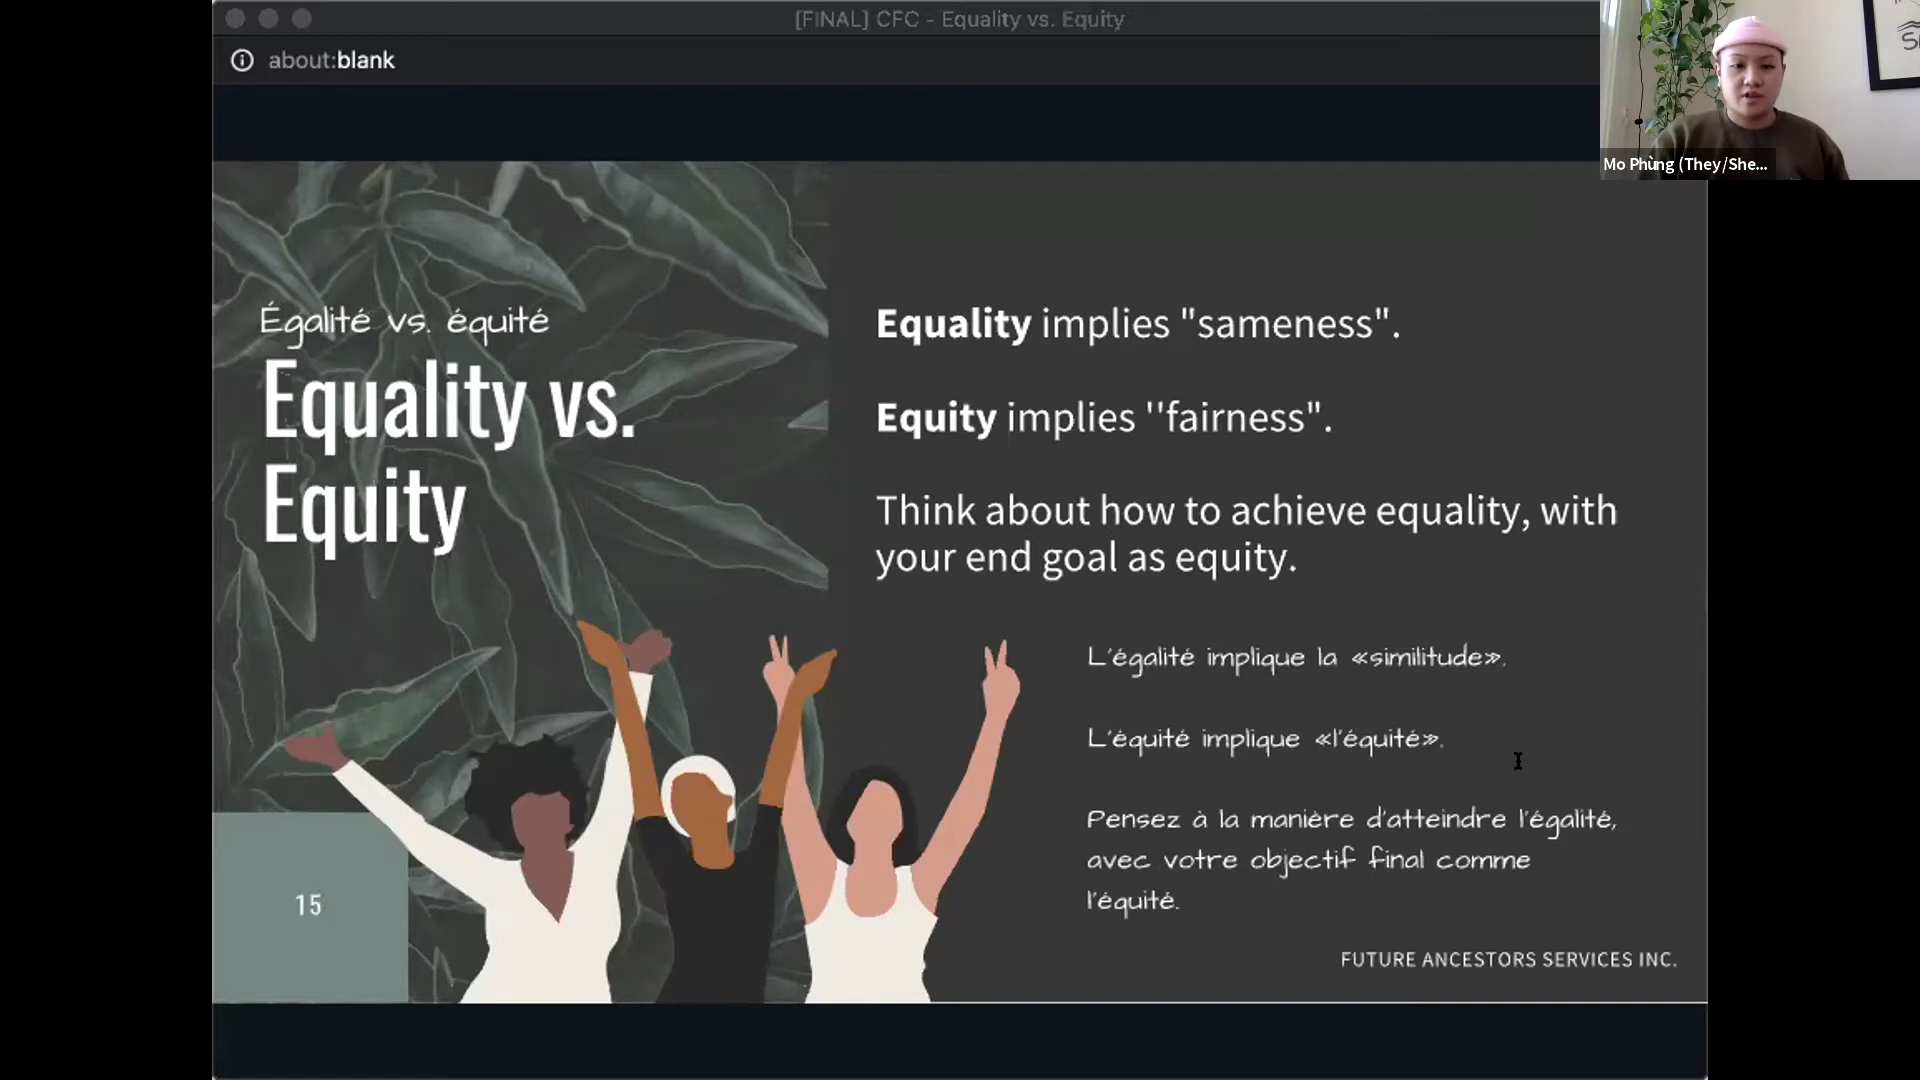 [FINAL] CFC - Equality vs. Equity
about:blank
Mo Phùng (They/She...
Égalité vs. équité
Equality vs.
Equity
15
Equality implies "sameness".
Equity implies ''fairness".
Think about how to achieve equality, with
your end goal as equity.
L'égalité implique la «similitude».
L'équité implique «l'équité».
Pensez à la manière d'atteindre l'égalité,
avec votre objectif final comme
l'équité.
FUTURE ANCESTORS SERVICES INC.